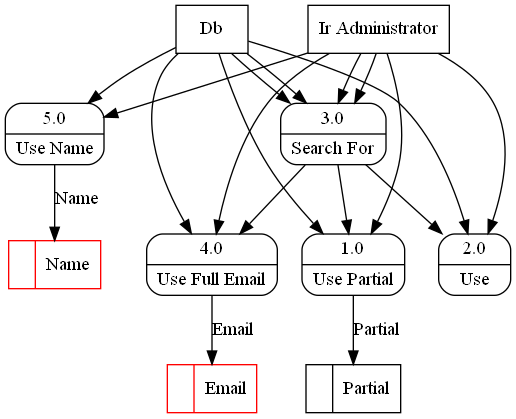 Db
Ir Administrator
5.0
Use Name
3.0
Search For
Name
Name
4.0
Use Full Email
1.0
Use Partial
2.0
Use
Email
Partial
Email
Partial